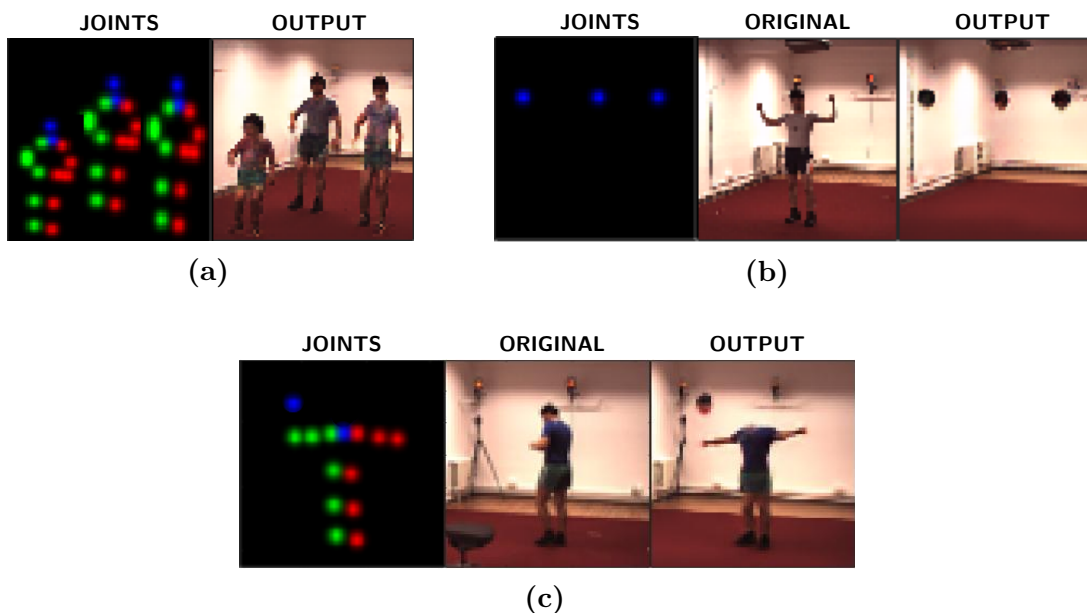 JOINTS OUTPUT
JOINTS ORIGINAL OUTPUT
(a)
(b)
JOINTS ORIGINAL OUTPUT
(c)